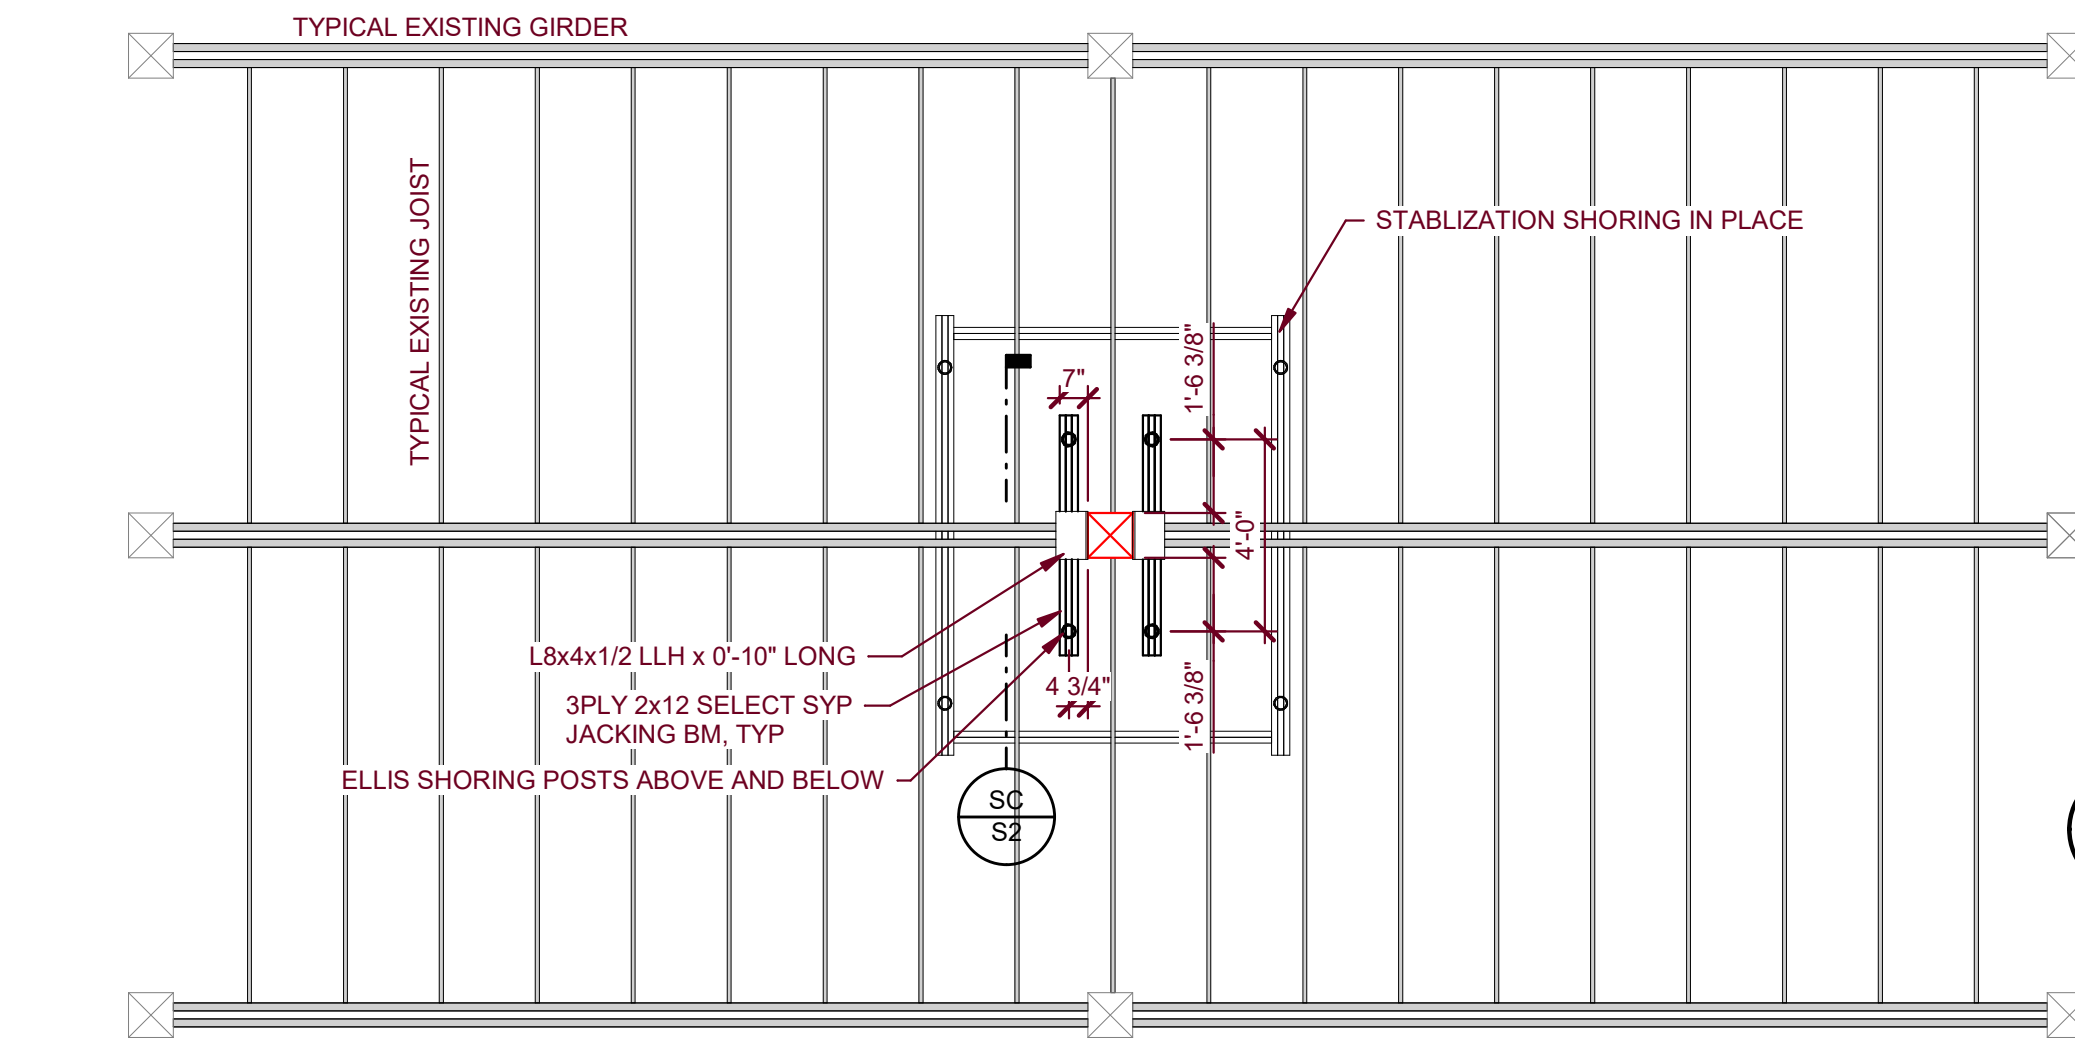 TYPICAL EXISTING GIRDER
TYPICAL EXISTING JOIST
STABLIZATION SHORING IN PLACE
1'-6 3/8"
7"
4'-0"
L8x4x1/2 LLH x 0'-10" LONG
4 3/4"
1'-6 3/8"
3PLY 2x12 SELECT SYP
JACKING BM, TYP
ELLIS SHORING POSTS ABOVE AND BELOW
SC
S2